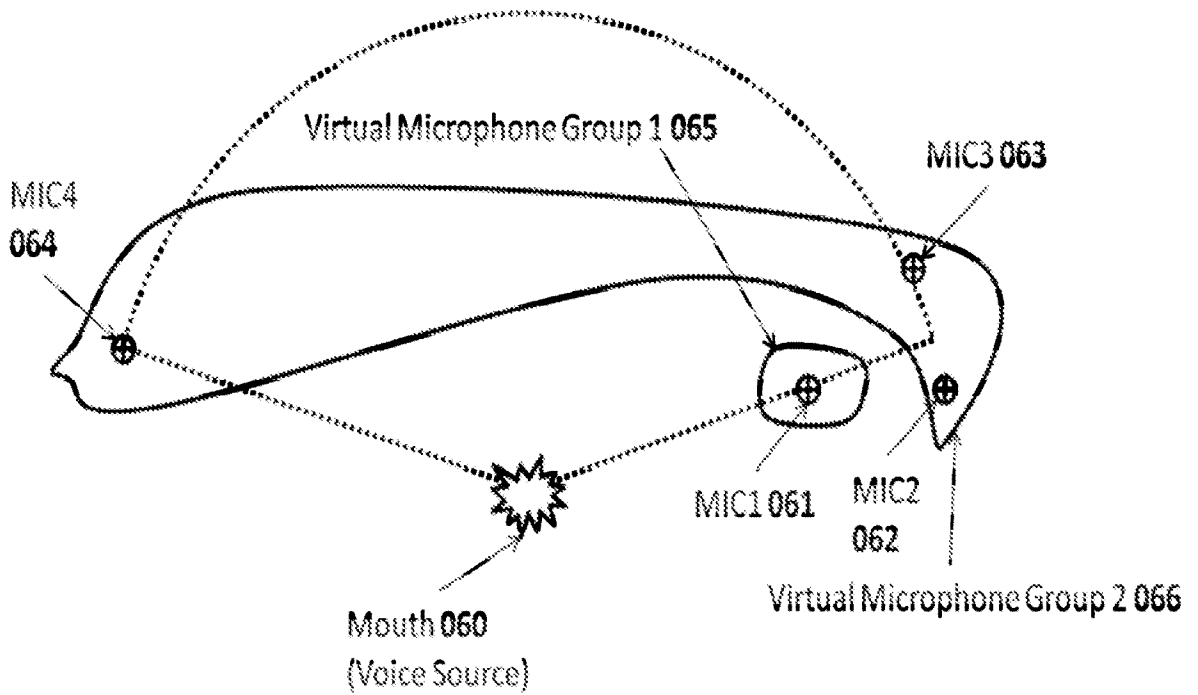 Virtual Microphone Group 1 065
MIC3 063
MIC4
064
MIC1 061
MIC2
062
Virtual Microphone Group 2 066
Mouth 060
(Voice Source)